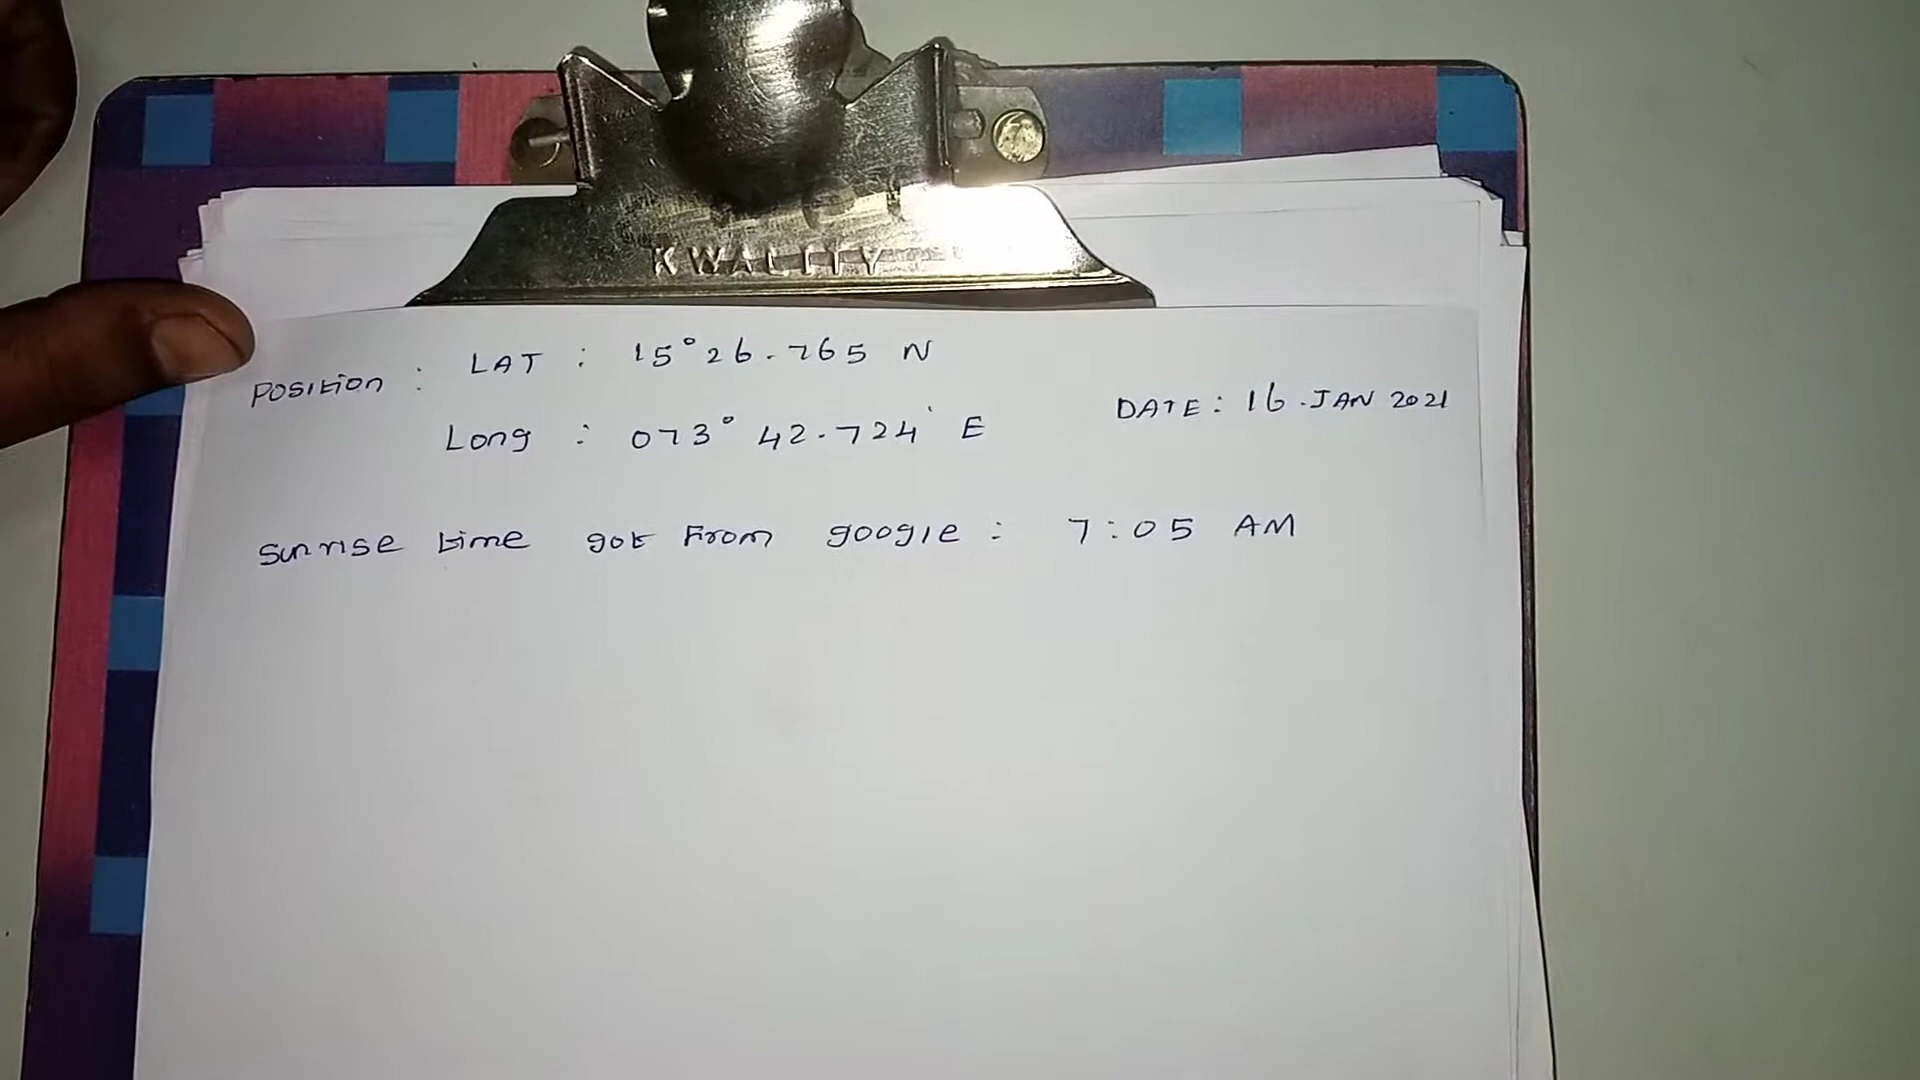 KWALITY
LAT : 15° 26.765 N
Position :
Long : 073° 42.724' E
DATE: 16.JAN 2021
Sunrise time got From google : 7:05 AM